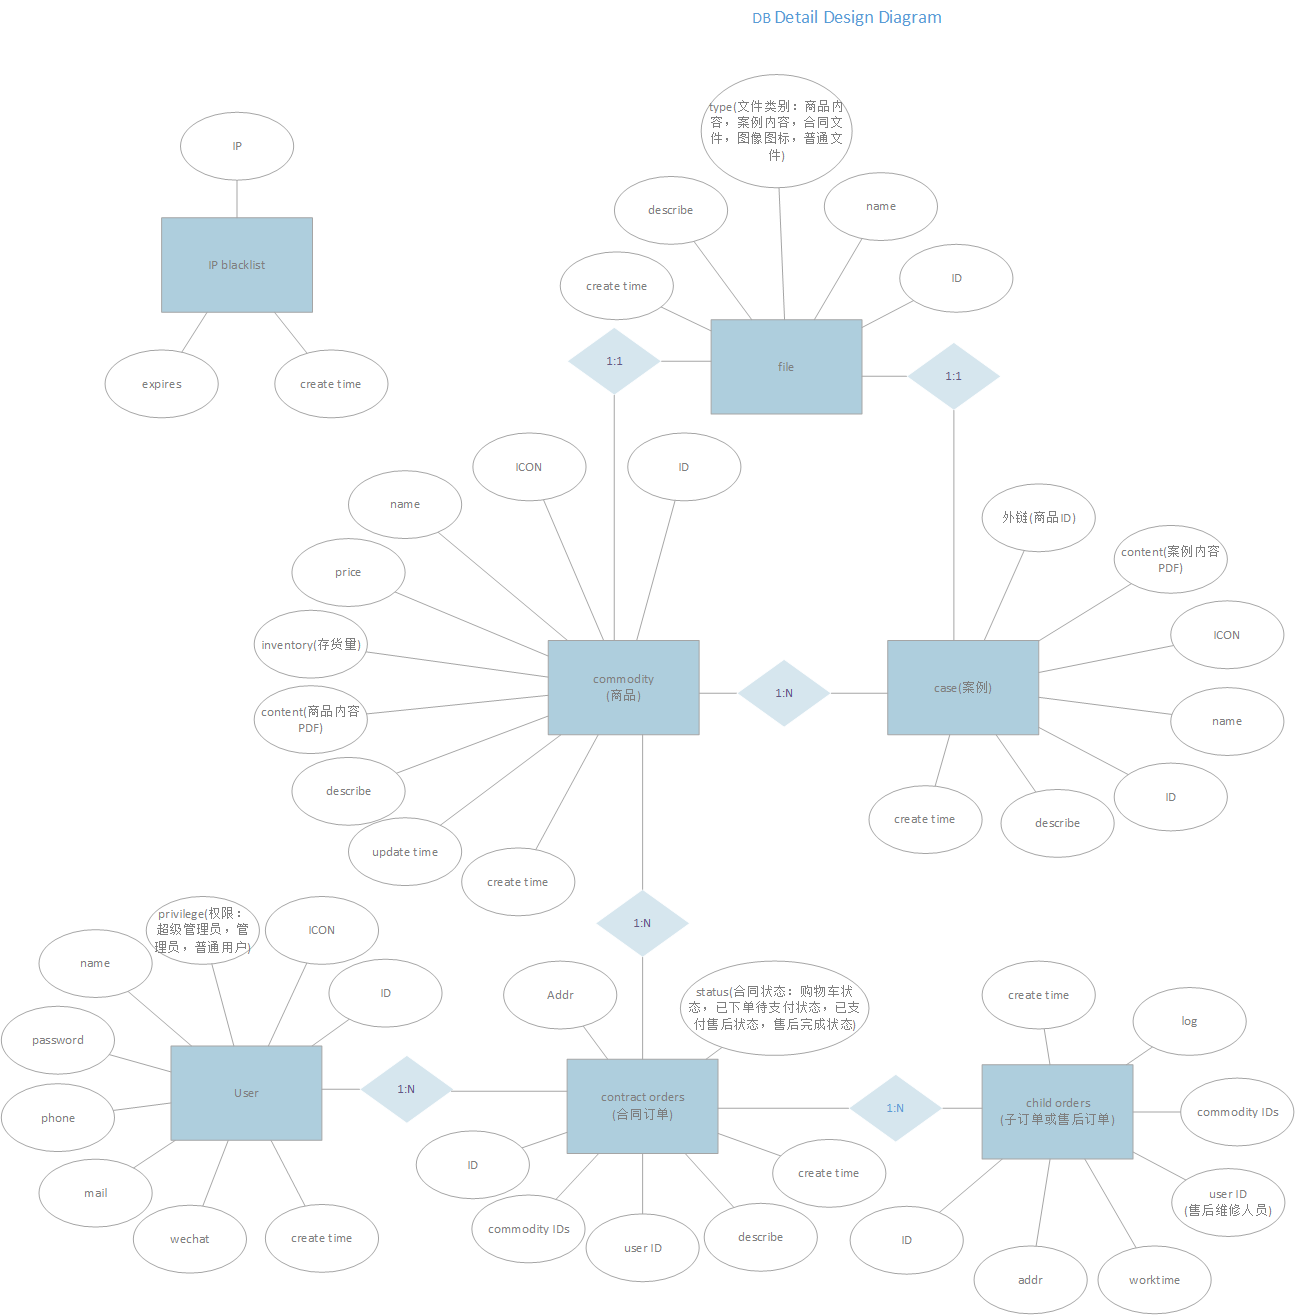 DB Detail Design Diagram
type(文件类别：商品内
容，案例内容，合同文
件，图像图标，普通文
件)
IP
describe
name
IP blacklist
create time
ID
file
1:1
1:1
expires
create time
ICON
ID
name
外链(商品ID)
content(案例内容
PDF)
price
inventory(存货量)
ICON
commodity
(商品)
case(案例)
1:N
content(商品内容
PDF)
name
describe
ID
create time
describe
update time
create time
privilege(权限：
超级管理员，管
理员，普通用户)
ICON
1:N
name
ID
Addr
status(合同状态：购物车状
态，已下单待支付状态，已支
付售后状态，售后完成状态)
create time
log
password
User
1:N
contract orders
(合同订单)
1:N
child orders
(子订单或售后订单)
commodity IDs
phone
ID
create time
mail
user ID
(售后维修人员)
commodity IDs
wechat
create time
user ID
describe
ID
addr
worktime